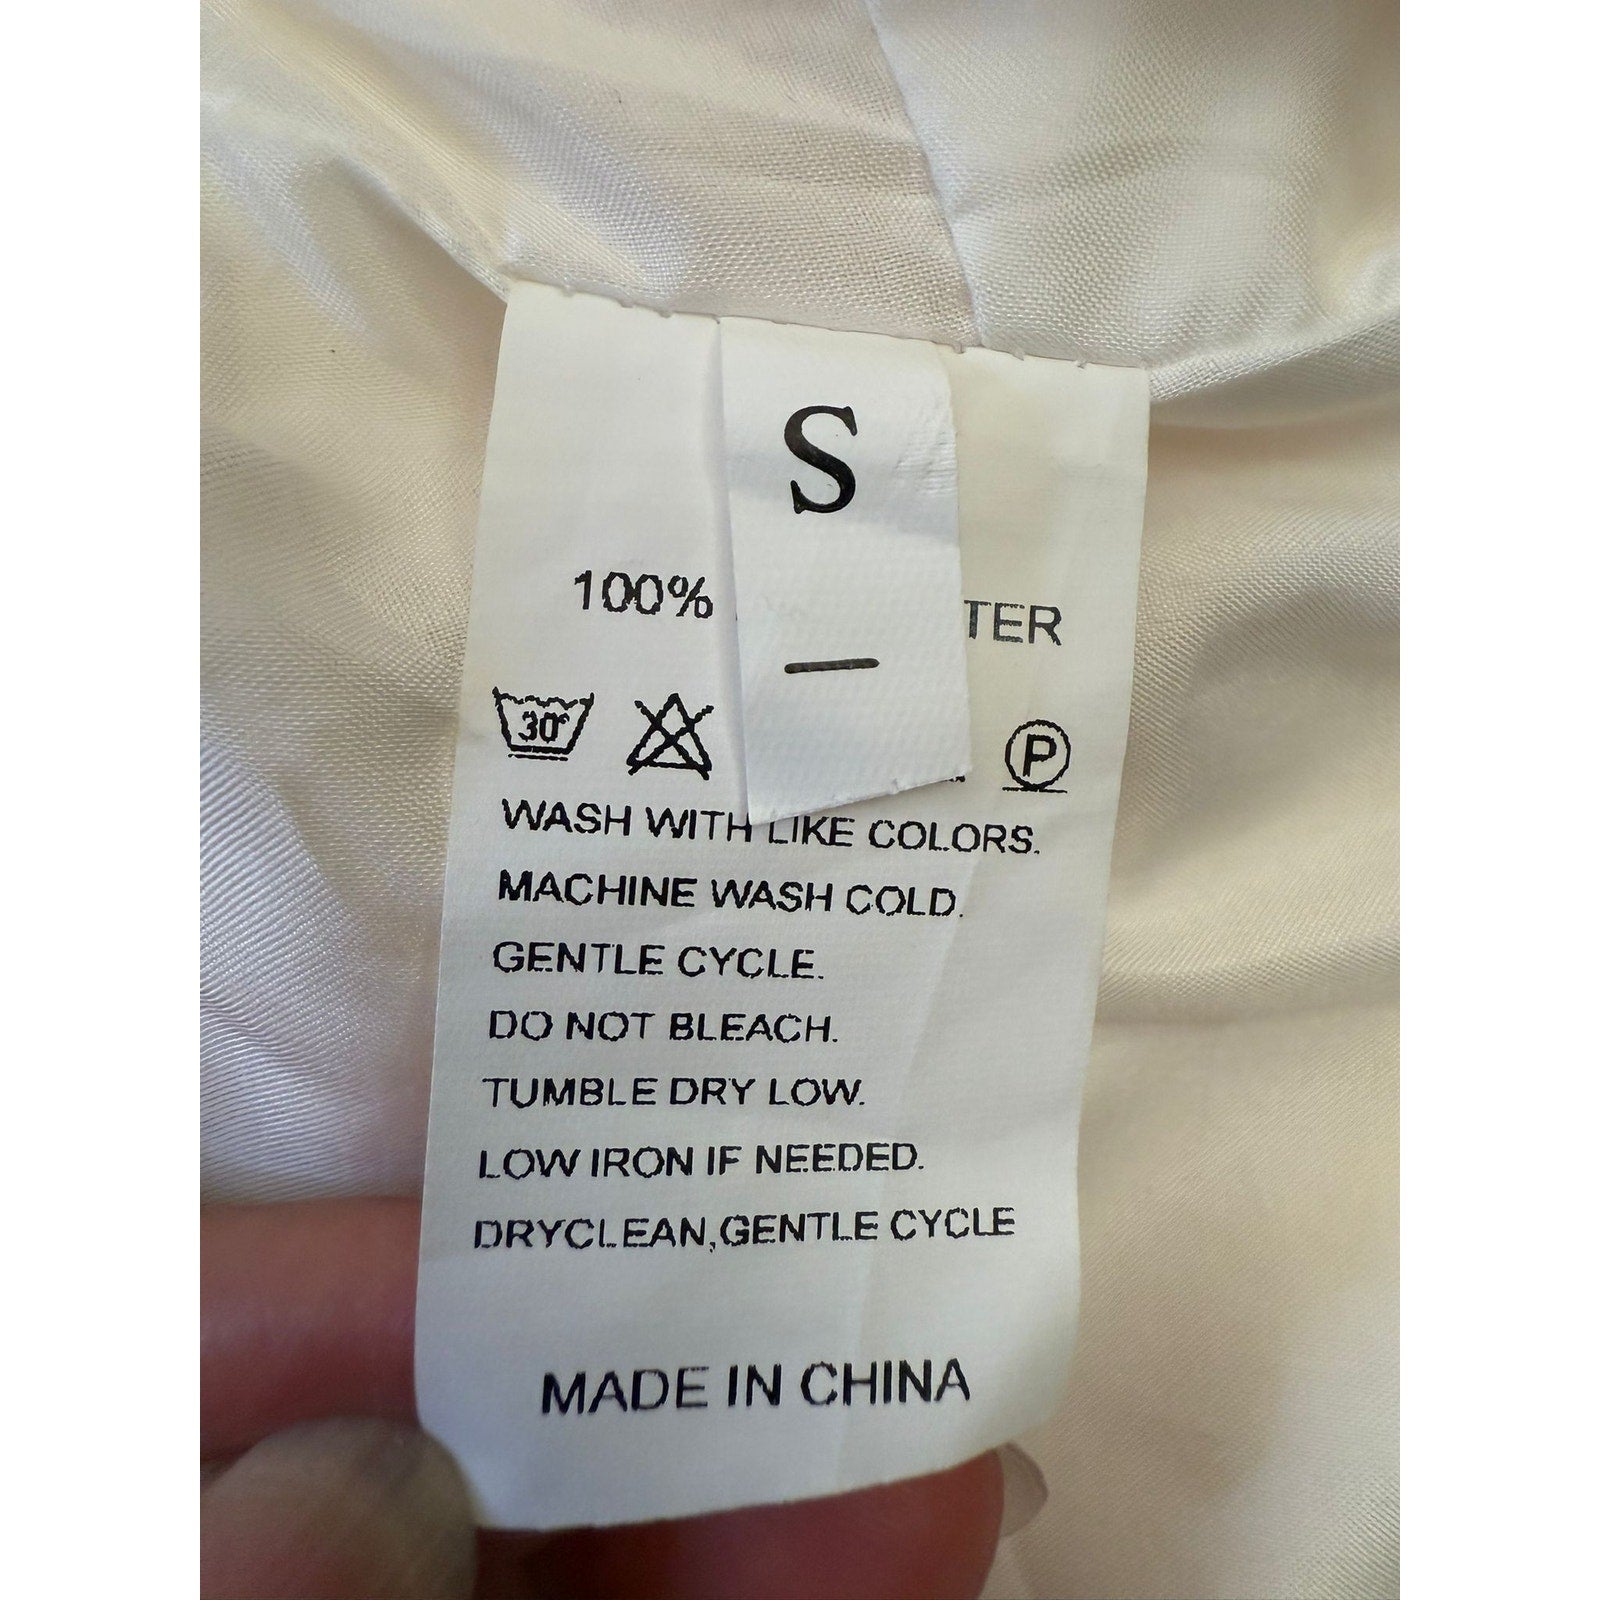 S
100% TER
—
30°
P
WASH WITH LIKE COLORS.
MACHINE WASH COLD.
GENTLE CYCLE.
DO NOT BLEACH.
TUMBLE DRY LOW.
LOW IRON IF NEEDED.
DRYCLEAN,GENTLE CYCLE
MADE IN CHINA